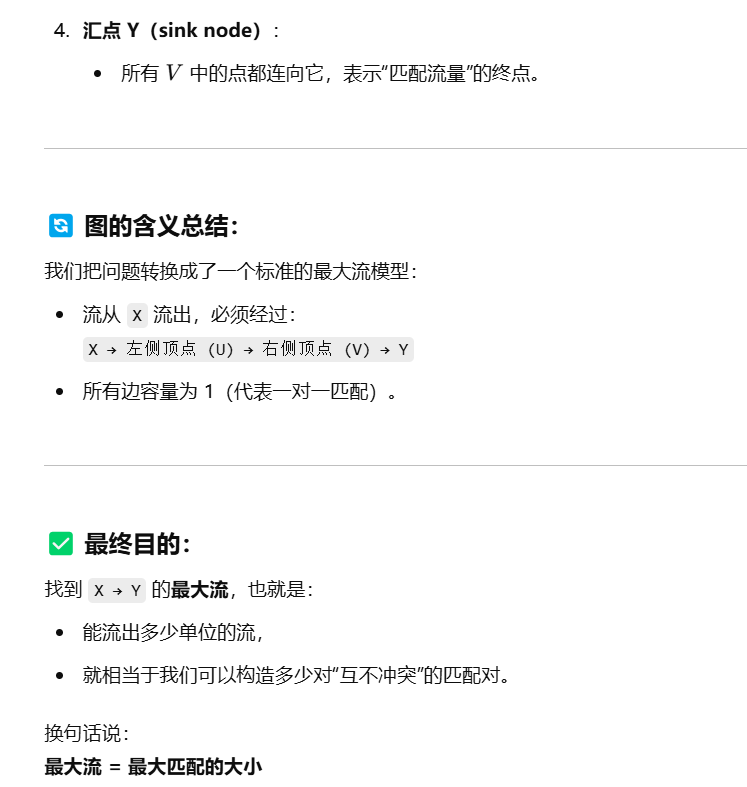 4. 汇点 Y（sink node）：
• 所有 V 中的点都连向它，表示“匹配流量”的终点。
🔄 图的含义总结：
我们把问题转换成了一个标准的最大流模型：
• 流从 X 流出，必须经过：
X → 左侧顶点 (U) → 右侧顶点 (V) → Y
• 所有边容量为 1（代表一对一匹配）。
✅ 最终目的：
找到 X → Y 的最大流，也就是：
• 能流出多少单位的流，
• 就相当于我们可以构造多少对“互不冲突”的匹配对。
换句话说：
最大流 = 最大匹配的大小